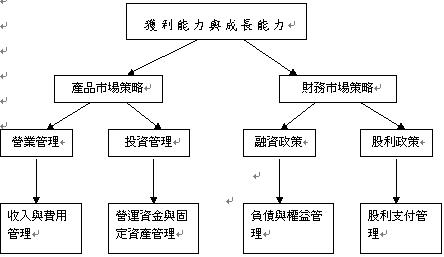 獲利能力與成長能力
產品市場策略
財務市場策略
營業管理
投資管理
融資政策
股利政策
收入與費用
管理
營運資金與固
定資產管理
負債與權益管
理
股利支付管
理